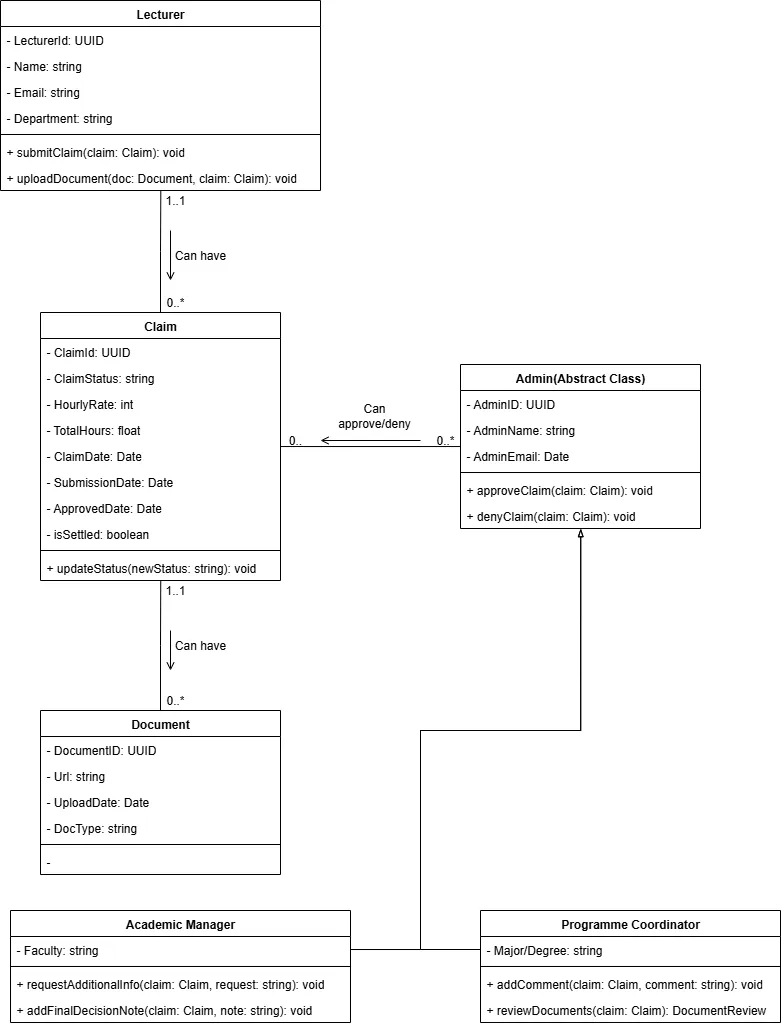 Lecturer
- LecturerId: UUID
- Name: string
- Email: string
- Department: string
+ submitClaim(claim: Claim): void
+ uploadDocument(doc: Document, claim: Claim): void
1..1
Can have
0..*
Claim
- ClaimId: UUID
- ClaimStatus: string
- HourlyRate: int
- TotalHours: float
- ClaimDate: Date
- SubmissionDate: Date
- ApprovedDate: Date
- isSettled: boolean
+ updateStatus(newStatus: string): void
Can
approve/deny
0..
0..*
Admin(Abstract Class)
- AdminID: UUID
- AdminName: string
- AdminEmail: Date
+ approveClaim(claim: Claim): void
+ denyClaim(claim: Claim): void
1..1
Can have
0..*
Document
- DocumentID: UUID
- Url: string
- UploadDate: Date
- DocType: string
-
Academic Manager
- Faculty: string
+ requestAdditionalInfo(claim: Claim, request: string): void
+ addFinalDecisionNote(claim: Claim, note: string): void
Programme Coordinator
- Major/Degree: string
+ addComment(claim: Claim, comment: string): void
+ reviewDocuments(claim: Claim): DocumentReview